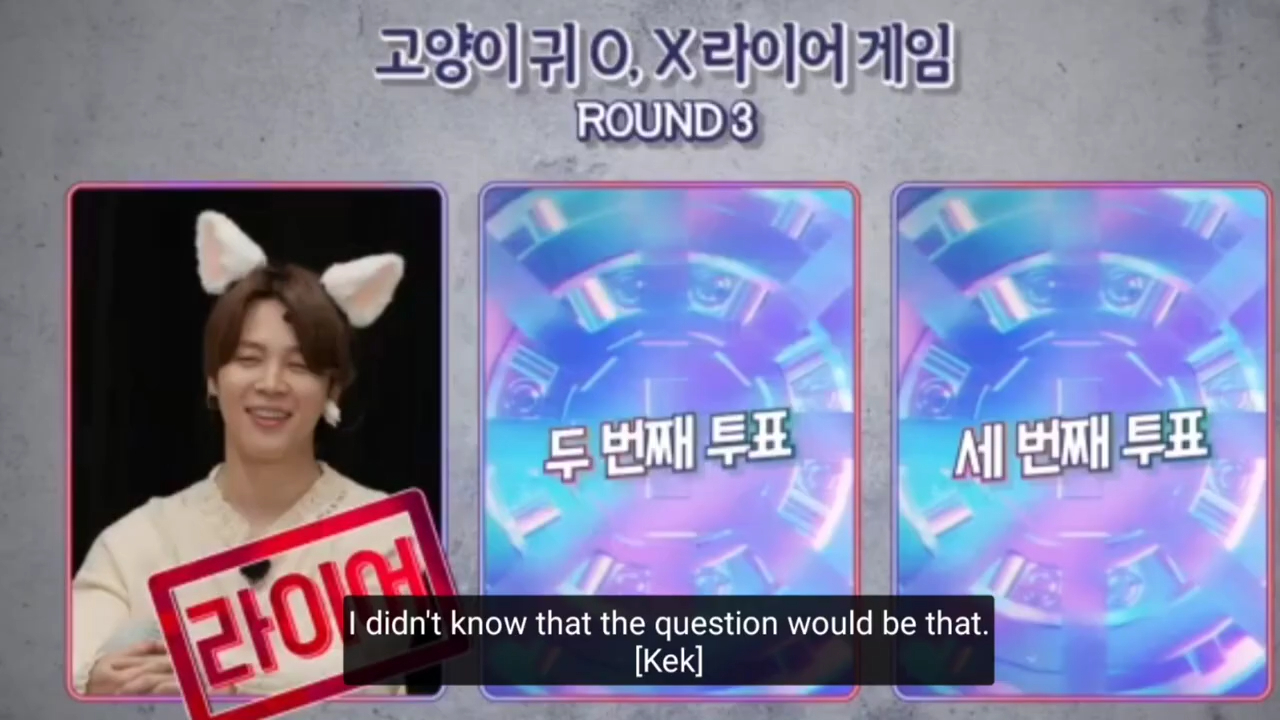 고양이 귀 O, X 라이어 게임
ROUND 3
두 번째 투표
세 번째 투표
라이어
I didn't know that the question would be that.
[Kek]